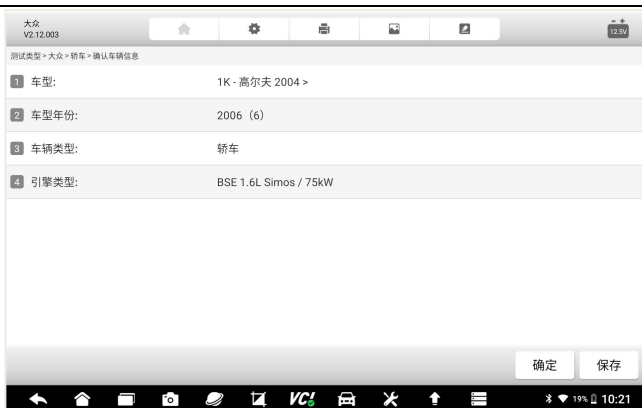 大众
V2.12.003
12.5V
测试类型 > 大众 > 轿车 > 确认车辆信息
1 车型: 1K - 高尔夫 2004 >
2 车型年份: 2006（6）
3 车辆类型: 轿车
4 引擎类型: BSE 1.6L Simos / 75kW
确定 保存
VC! 19% 10:21